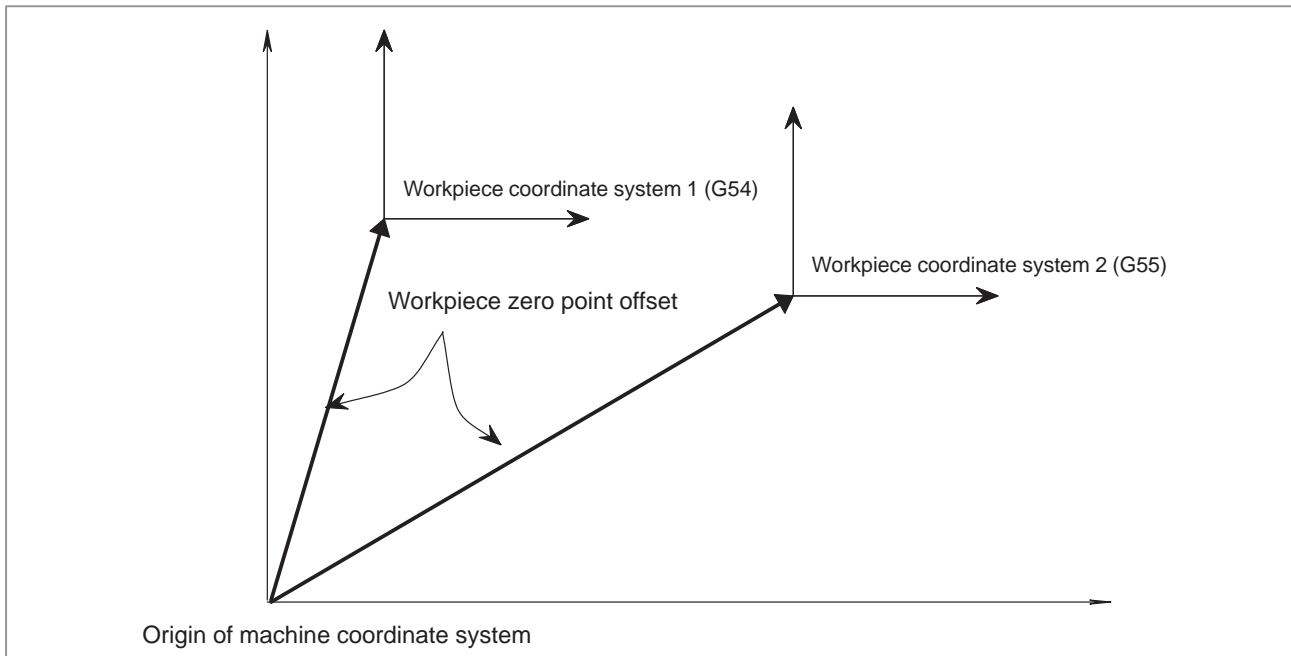 Workpiece coordinate system 1 (G54)
Workpiece coordinate system 2 (G55)
Workpiece zero point offset
Origin of machine coordinate system